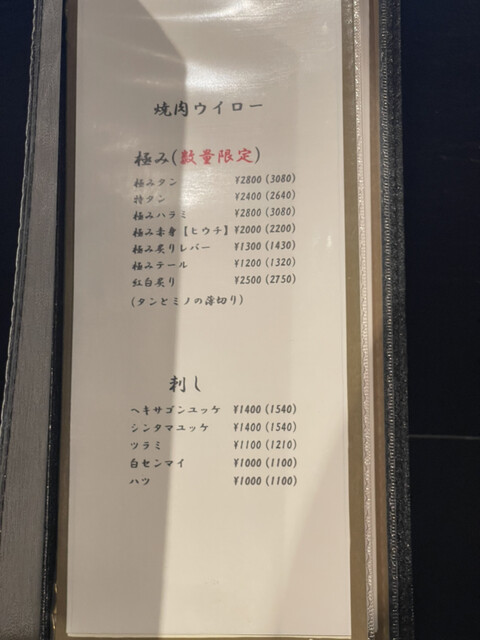 焼肉ウイロー
極み(数量限定)
極みタン ¥2800(3080)
特タン ¥2400(2640)
極みハラミ ¥2800(3080)
極み赤身【ヒウチ】¥2000(2200)
極み炙りレバー ¥1300(1430)
極みテール ¥1200(1320)
紅白炙り ¥2500(2750)
(タンとミノの薄切り)
刺し
ヘキサゴンユッケ ¥1400(1540)
シンタマユッケ ¥1400(1540)
ツラミ ¥1100(1210)
白センマイ ¥1000(1100)
ハツ ¥1000(1100)